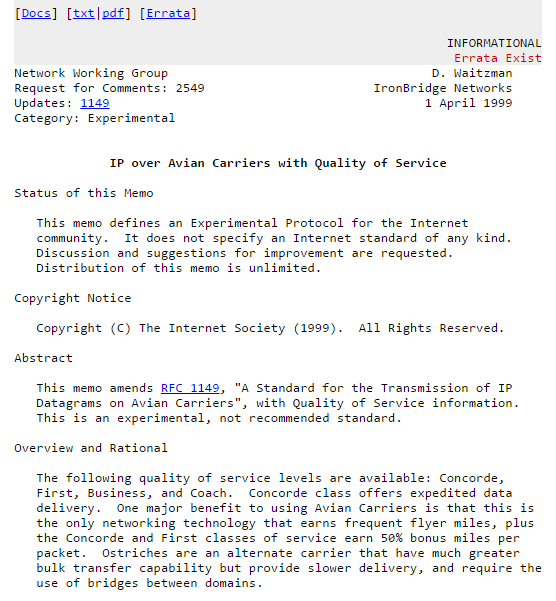 [Docs] [txt|pdf] [Errata]
INFORMATIONAL
Errata Exist
Network Working Group D. Waitzman
Request for Comments: 2549 IronBridge Networks
Updates: 1149 1 April 1999
Category: Experimental
IP over Avian Carriers with Quality of Service
Status of this Memo
This memo defines an Experimental Protocol for the Internet
community. It does not specify an Internet standard of any kind.
Discussion and suggestions for improvement are requested.
Distribution of this memo is unlimited.
Copyright Notice
Copyright (C) The Internet Society (1999). All Rights Reserved.
Abstract
This memo amends RFC 1149, "A Standard for the Transmission of IP
Datagrams on Avian Carriers", with Quality of Service information.
This is an experimental, not recommended standard.
Overview and Rational
The following quality of service levels are available: Concorde,
First, Business, and Coach. Concorde class offers expedited data
delivery. One major benefit to using Avian Carriers is that this is
the only networking technology that earns frequent flyer miles, plus
the Concorde and First classes of service earn 50% bonus miles per
packet. Ostriches are an alternate carrier that have much greater
bulk transfer capability but provide slower delivery, and require the
use of bridges between domains.